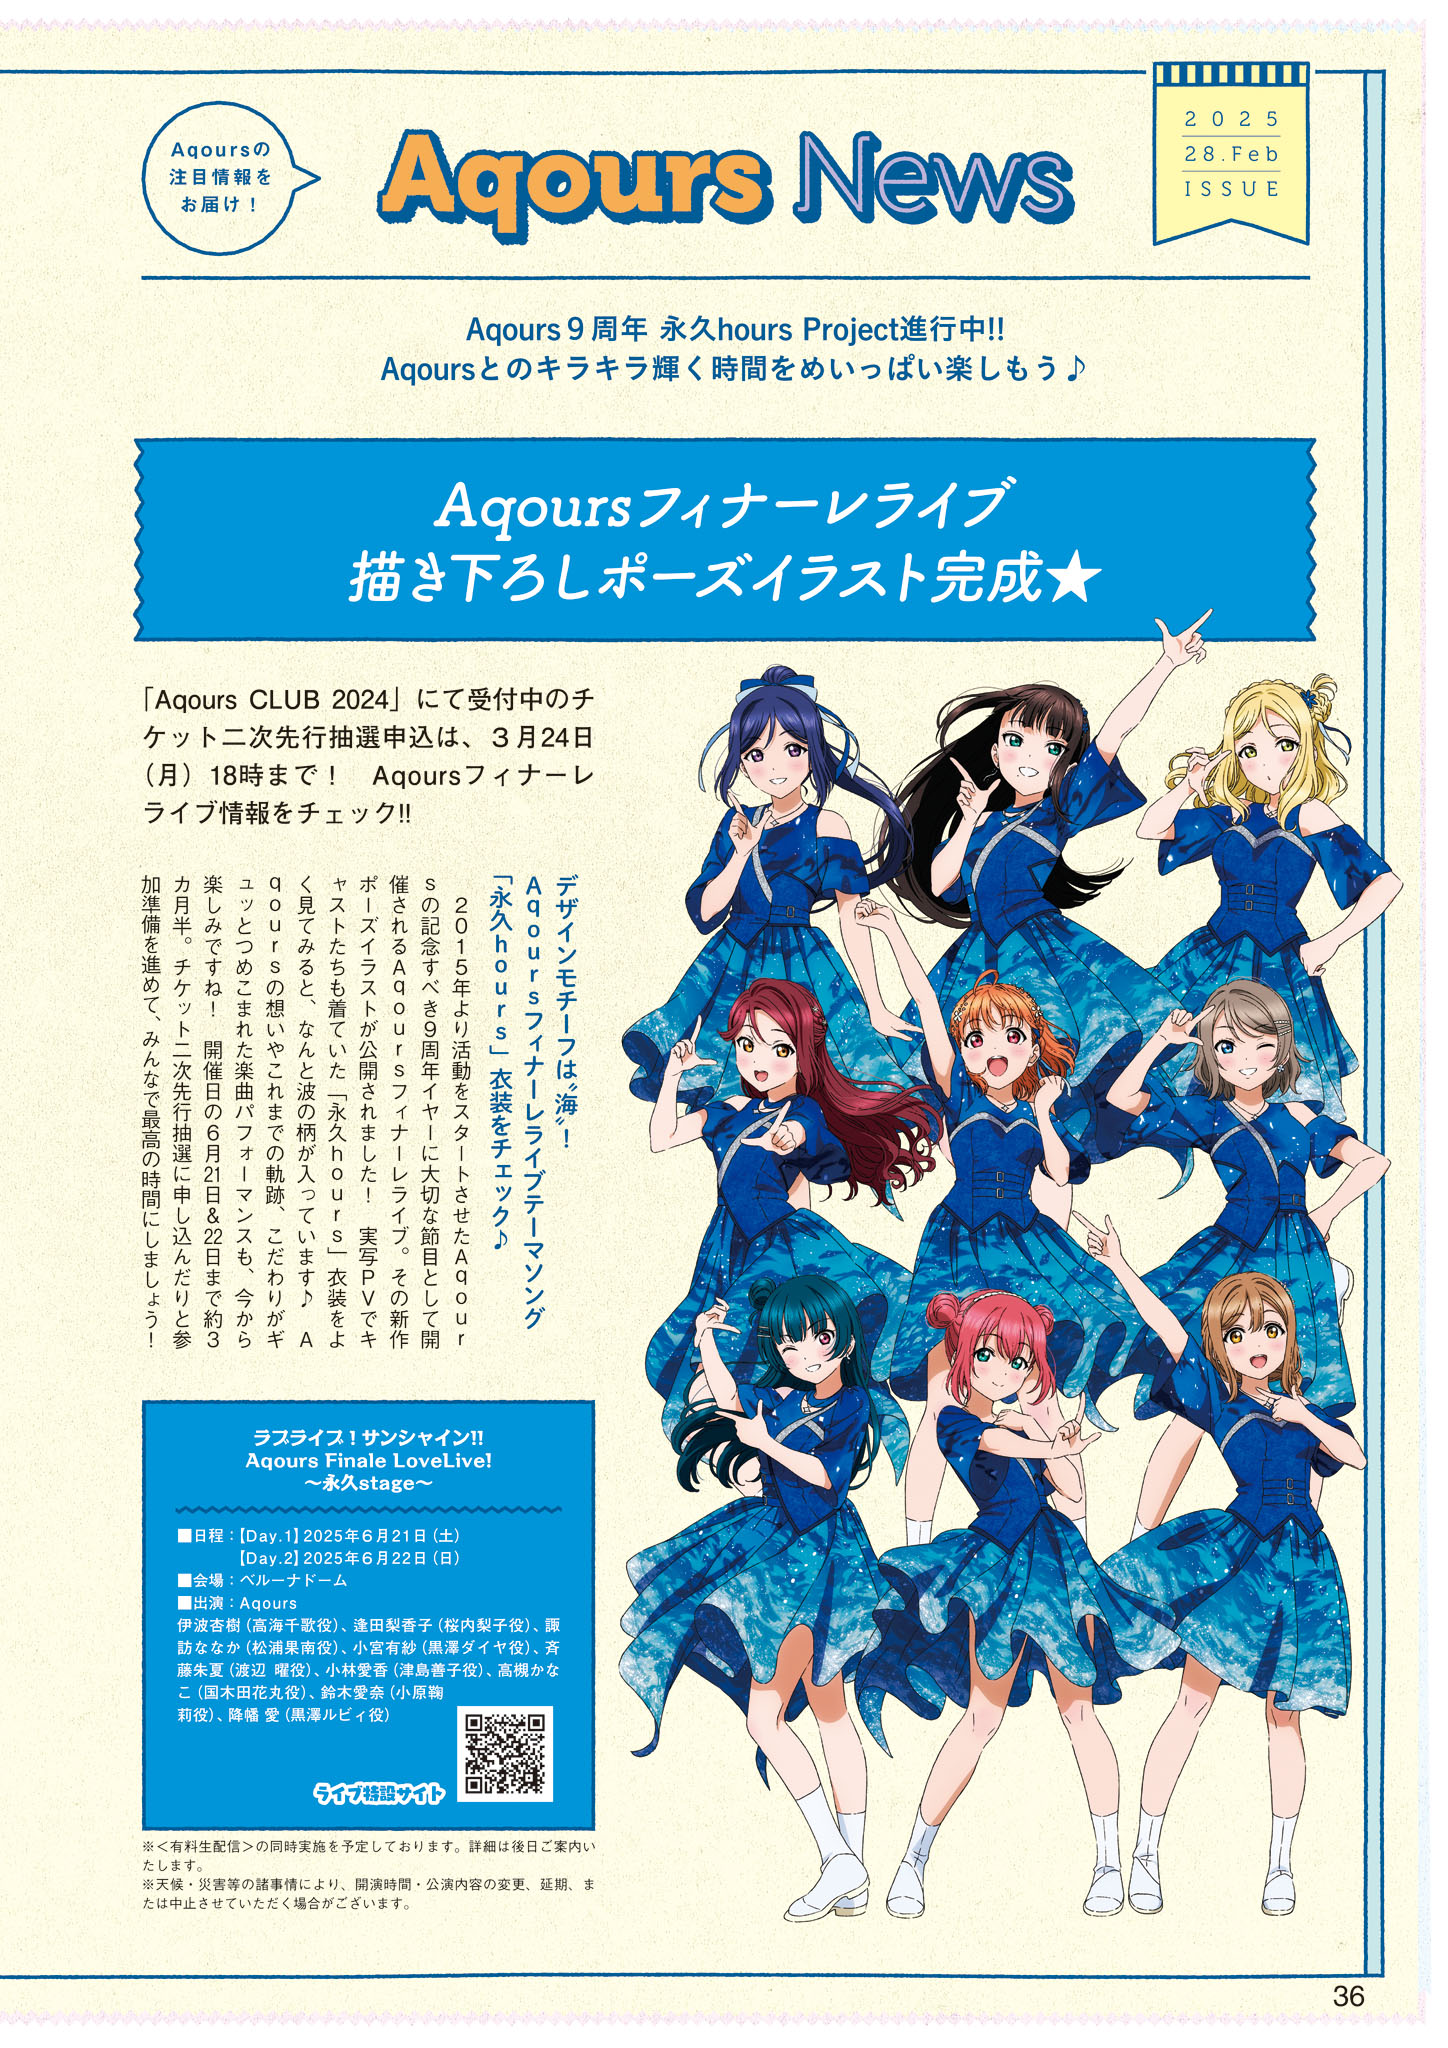 Aqoursの
注目情報を
お届け！
Aqours News
2025
28.Feb
ISSUE
Aqours９周年 永久hours Project進行中!!
Aqoursとのキラキラ輝く時間をめいっぱい楽しもう♪
Aqoursフィナーレライブ
描き下ろしポーズイラスト完成★
「Aqours CLUB 2024」にて受付中のチ
ケット二次先行抽選申込は、３月24日
（月）18時まで！　Aqoursフィナーレ
ライブ情報をチェック!!
デザインモチーフは〝海〟！
Aqoursフィナーレライブテーマソング
「永久hours」衣装をチェック♪
２０１５年より活動をスタートさせたAqour
sの記念すべき９周年イヤーに大切な節目として開
催されるAqoursフィナーレライブ。その新作
ポーズイラストが公開されました！　実写ＰＶでキ
ャストたちも着ていた「永久hours」衣装をよ
く見てみると、なんと波の柄が入っています♪　A
qoursの想いやこれまでの軌跡、こだわりがギ
ュッとつめこまれた楽曲パフォーマンスも、今から
楽しみですね！　開催日の６月21日＆22日まで約３
カ月半。チケット二次先行抽選に申し込んだりと参
加準備を進めて、みんなで最高の時間にしましょう！
ラブライブ！サンシャイン!!
Aqours Finale LoveLive!
～永久stage～
■日程：【Day.1】2025年６月21日（土）
【Day.2】2025年６月22日（日）
■会場：ベルーナドーム
■出演：Aqours
伊波杏樹（高海千歌役）、逢田梨香子（桜内梨子役）、諏
訪ななか（松浦果南役）、小宮有紗（黒澤ダイヤ役）、斉
藤朱夏（渡辺 曜役）、小林愛香（津島善子役）、高槻かな
こ（国木田花丸役）、鈴木愛奈（小原鞠
莉役）、降幡 愛（黒澤ルビィ役）
ライブ特設サイト
※＜有料生配信＞の同時実施を予定しております。詳細は後日ご案内い
たします。
※天候・災害等の諸事情により、開演時間・公演内容の変更、延期、ま
たは中止させていただく場合がございます。
36